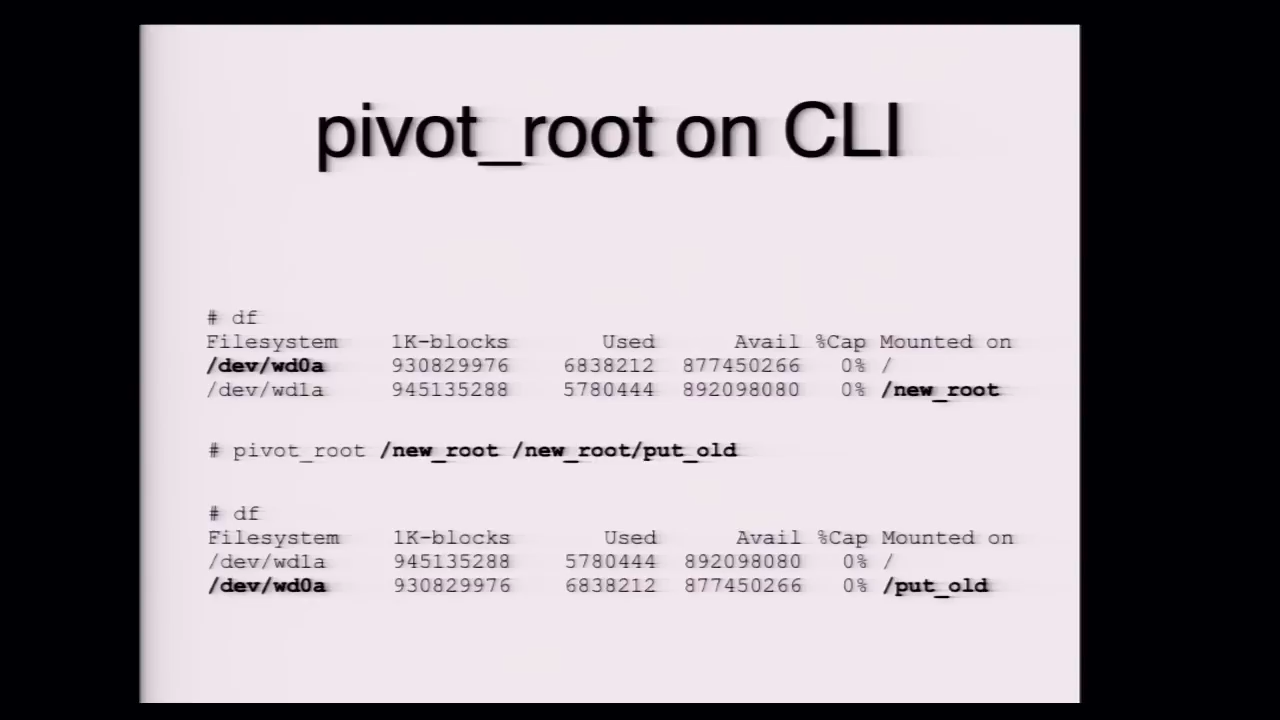 pivot_root on CLI
# df
Filesystem 1K-blocks Used Avail %Cap Mounted on
/dev/wd0a 930829976 6838212 877450266 0% /
/dev/wd1a 945135288 5780444 892098080 0% /new_root
# pivot_root /new_root /new_root/put_old
# df
Filesystem 1K-blocks Used Avail %Cap Mounted on
/dev/wd1a 945135288 5780444 892098080 0% /
/dev/wd0a 930829976 6838212 877450266 0% /put_old